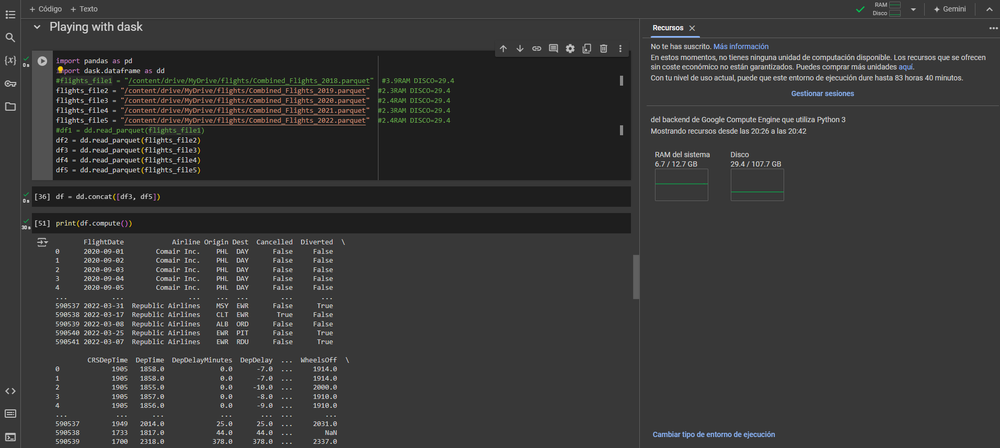 + Código + Texto
RAM
Disco
Gemini
Playing with dask
Recursos
No te has suscrito. Más información
En estos momentos, no tienes ninguna unidad de computación disponible. Los recursos que se ofrecen
sin coste económico no están garantizados. Puedes comprar más unidades aquí.
Con tu nivel de uso actual, puede que este entorno de ejecución dure hasta 83 horas 40 minutos.
Gestionar sesiones
del backend de Google Compute Engine que utiliza Python 3
Mostrando recursos desde las 20:26 a las 20:42
RAM del sistema
6.7 / 12.7 GB
Disco
29.4 / 107.7 GB
Cambiar tipo de entorno de ejecución
{x}
0 s
import pandas as pd
import dask.dataframe as dd
#flights_file1 = "/content/drive/MyDrive/flights/Combined_Flights_2018.parquet"  #3.9RAM DISCO=29.4
flights_file2 = "/content/drive/MyDrive/flights/Combined_Flights_2019.parquet"  #2.3RAM DISCO=29.4
flights_file3 = "/content/drive/MyDrive/flights/Combined_Flights_2020.parquet"  #2.4RAM DISCO=29.4
flights_file4 = "/content/drive/MyDrive/flights/Combined_Flights_2021.parquet"  #2.3RAM DISCO=29.4
flights_file5 = "/content/drive/MyDrive/flights/Combined_Flights_2022.parquet"  #2.4RAM DISCO=29.4
#df1 = dd.read_parquet(flights_file1)
df2 = dd.read_parquet(flights_file2)
df3 = dd.read_parquet(flights_file3)
df4 = dd.read_parquet(flights_file4)
df5 = dd.read_parquet(flights_file5)
0 s
[36] df = dd.concat([df3, df5])
30 s
[51] print(df.compute())
FlightDate Airline Origin Dest Cancelled Diverted \
0 2020-09-01 Comair Inc. PHL DAY False False
1 2020-09-02 Comair Inc. PHL DAY False False
2 2020-09-03 Comair Inc. PHL DAY False False
3 2020-09-04 Comair Inc. PHL DAY False False
4 2020-09-05 Comair Inc. PHL DAY False False
... ... ... ... ... ... ...
590537 2022-03-31 Republic Airlines MSY EWR False True
590538 2022-03-17 Republic Airlines CLT EWR True False
590539 2022-03-08 Republic Airlines ALB ORD False False
590540 2022-03-25 Republic Airlines EWR PIT False True
590541 2022-03-07 Republic Airlines EWR RDU False True
CRSDepTime DepTime DepDelayMinutes DepDelay ... WheelsOff \
0 1905 1858.0 0.0 -7.0 ... 1914.0
1 1905 1858.0 0.0 -7.0 ... 1914.0
2 1905 1855.0 0.0 -10.0 ... 2000.0
3 1905 1857.0 0.0 -8.0 ... 1910.0
4 1905 1856.0 0.0 -9.0 ... 1910.0
... ... ... ... ... ... ...
590537 1949 2014.0 25.0 25.0 ... 2031.0
590538 1733 1817.0 44.0 44.0 ... NaN
590539 1700 2318.0 378.0 378.0 ... 2337.0